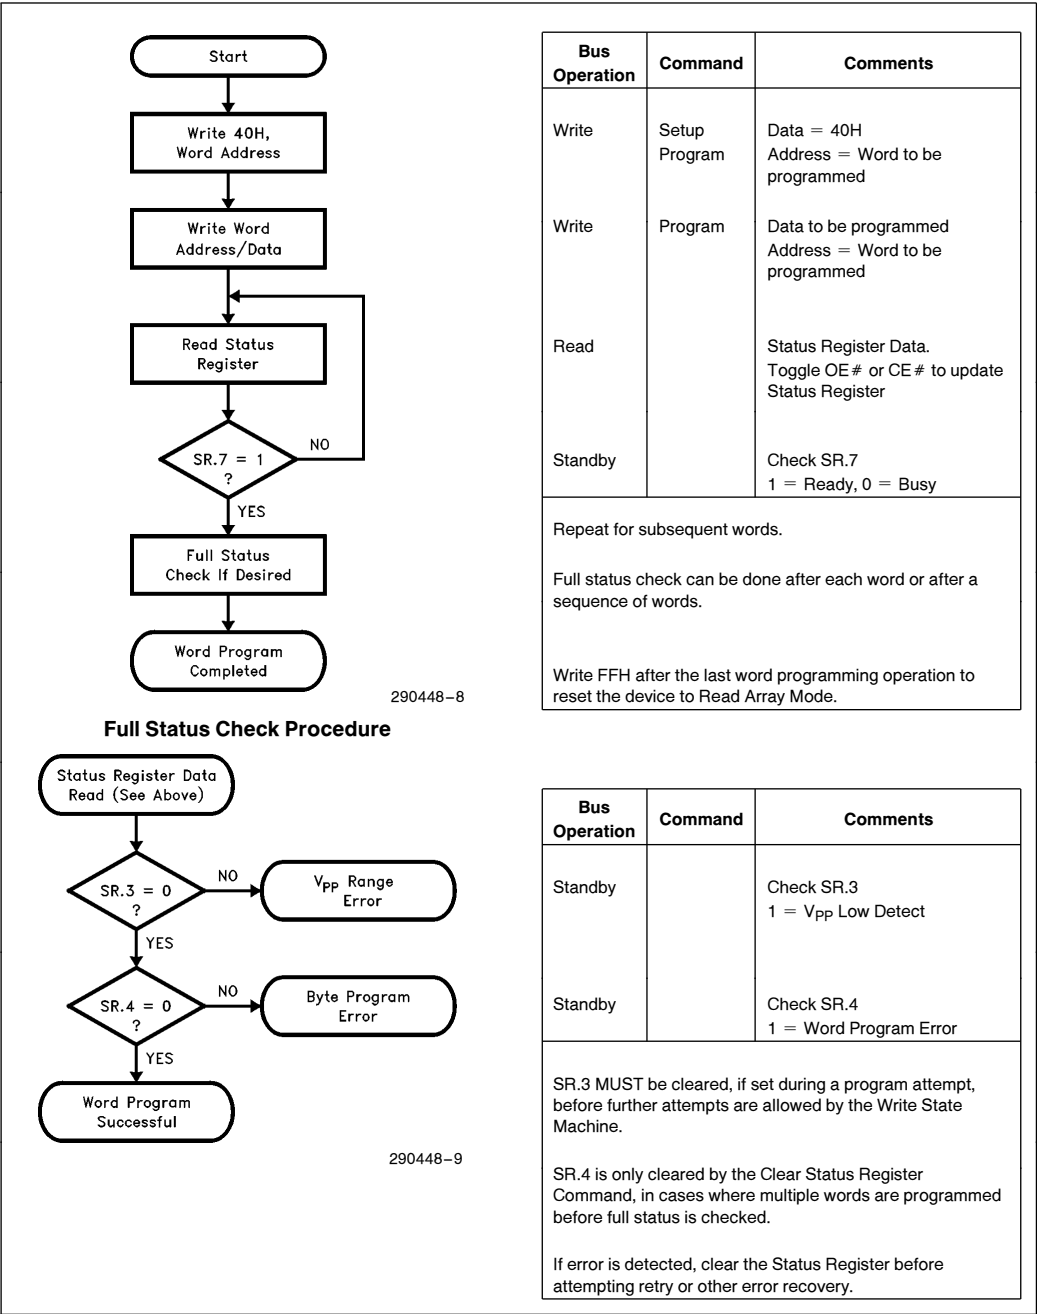 Start
Write 40H,
Word Address
Write Word
Address/Data
Read Status
Register
SR.7 = 1
?
NO
YES
Full Status
Check If Desired
Word Program
Completed
290448–8
Bus
Operation
Command
Comments
Write
Setup
Program
Data = 40H
Address = Word to be
programmed
Write
Program
Data to be programmed
Address = Word to be
programmed
Read
Status Register Data.
Toggle OE# or CE# to update
Status Register
Standby
Check SR.7
1 = Ready, 0 = Busy
Repeat for subsequent words.
Full status check can be done after each word or after a
sequence of words.
Write FFH after the last word programming operation to
reset the device to Read Array Mode.
Full Status Check Procedure
Status Register Data
Read (See Above)
SR.3 = 0
?
NO
VPP Range
Error
YES
SR.4 = 0
?
NO
Byte Program
Error
YES
Word Program
Successful
290448–9
Bus
Operation
Command
Comments
Standby
Check SR.3
1 = VPP Low Detect
Standby
Check SR.4
1 = Word Program Error
SR.3 MUST be cleared, if set during a program attempt,
before further attempts are allowed by the Write State
Machine.
SR.4 is only cleared by the Clear Status Register
Command, in cases where multiple words are programmed
before full status is checked.
If error is detected, clear the Status Register before
attempting retry or other error recovery.